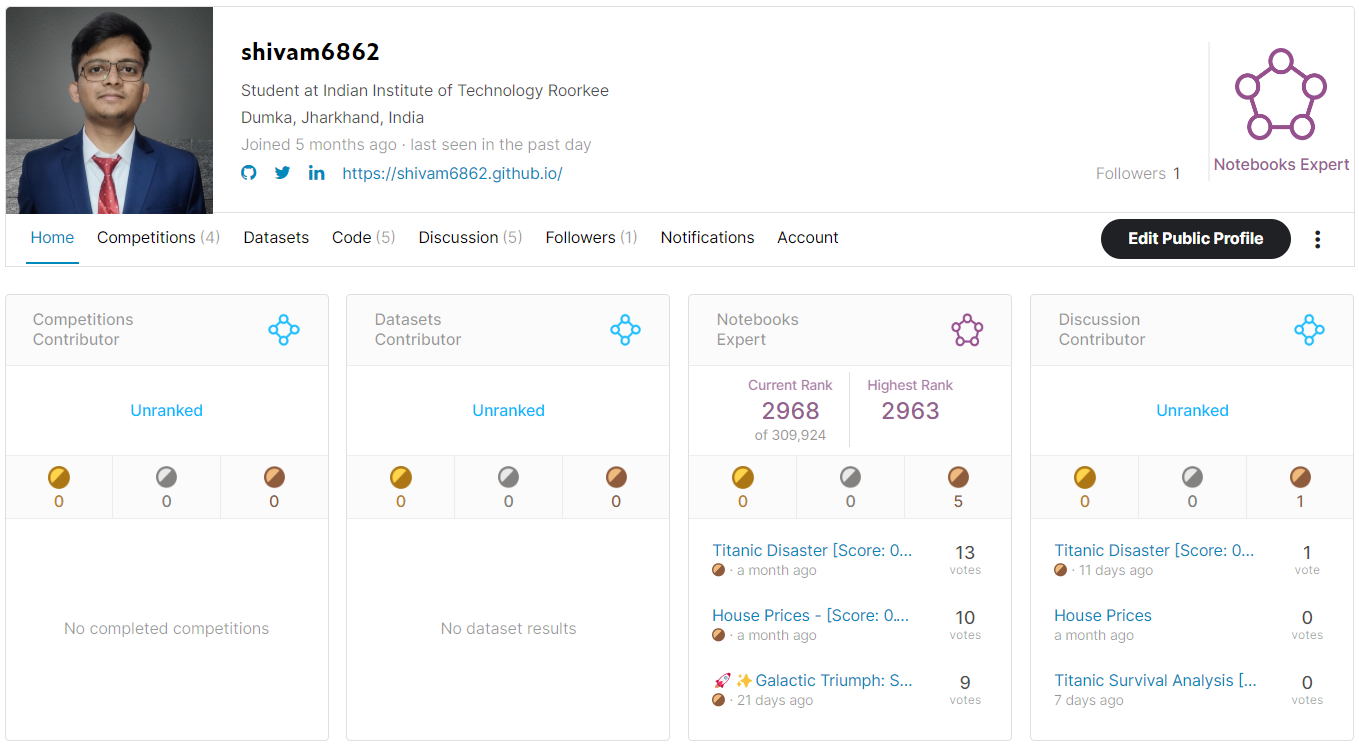 shivam6862
Student at Indian Institute of Technology Roorkee
Dumka, Jharkhand, India
Joined 5 months ago · last seen in the past day
https://shivam6862.github.io/
Followers 1
Notebooks Expert
Home Competitions (4) Datasets Code (5) Discussion (5) Followers (1) Notifications Account Edit Public Profile
Competitions
Contributor
Unranked
0 0 0
No completed competitions
Datasets
Contributor
Unranked
0 0 0
No dataset results
Notebooks
Expert
Current Rank
2968
of 309,924
Highest Rank
2963
0 0 5
Titanic Disaster [Score: 0...
· a month ago
13
votes
House Prices - [Score: 0....
· a month ago
10
votes
🚀✨Galactic Triumph: S...
· 21 days ago
9
votes
Discussion
Contributor
Unranked
0 0 1
Titanic Disaster [Score: 0...
· 11 days ago
1
vote
House Prices
a month ago
0
votes
Titanic Survival Analysis [...
7 days ago
0
votes